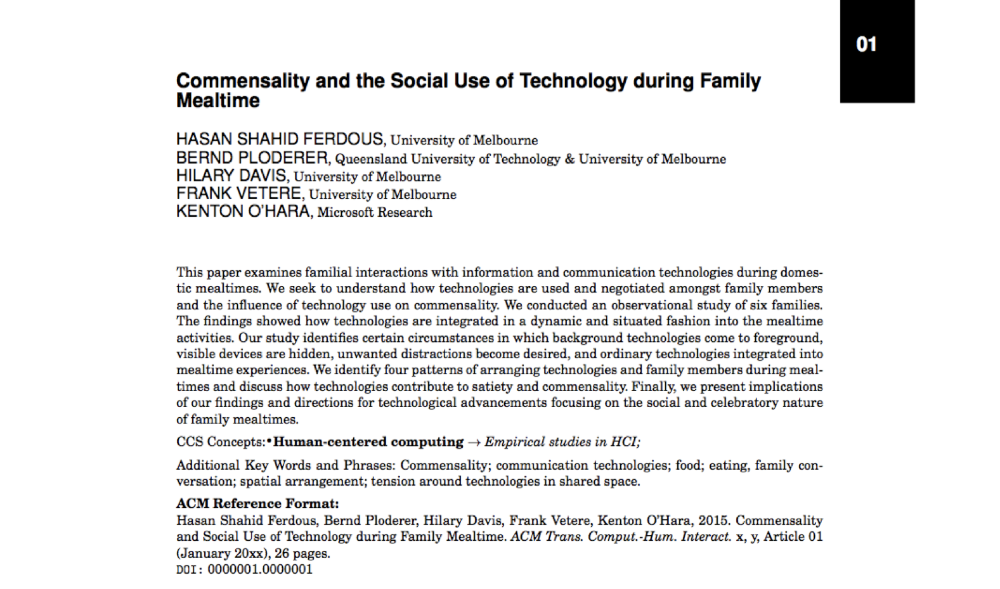 01
Commensality and the Social Use of Technology during Family
Mealtime
HASAN SHAHID FERDOUS, University of Melbourne
BERND PLODERER, Queensland University of Technology & University of Melbourne
HILARY DAVIS, University of Melbourne
FRANK VETERE, University of Melbourne
KENTON O'HARA, Microsoft Research
This paper examines familial interactions with information and communication technologies during domes-
tic mealtimes. We seek to understand how technologies are used and negotiated amongst family members
and the influence of technology use on commensality. We conducted an observational study of six families.
The findings showed how technologies are integrated in a dynamic and situated fashion into the mealtime
activities. Our study identifies certain circumstances in which background technologies come to foreground,
visible devices are hidden, unwanted distractions become desired, and ordinary technologies integrated into
mealtime experiences. We identify four patterns of arranging technologies and family members during meal-
times and discuss how technologies contribute to satiety and commensality. Finally, we present implications
of our findings and directions for technological advancements focusing on the social and celebratory nature
of family mealtimes.
CCS Concepts:•Human-centered computing → Empirical studies in HCI;
Additional Key Words and Phrases: Commensality; communication technologies; food; eating, family con-
versation; spatial arrangement; tension around technologies in shared space.
ACM Reference Format:
Hasan Shahid Ferdous, Bernd Ploderer, Hilary Davis, Frank Vetere, Kenton O'Hara, 2015. Commensality
and Social Use of Technology during Family Mealtime. ACM Trans. Comput.-Hum. Interact. x, y, Article 01
(January 20xx), 26 pages.
DOI: 0000001.0000001